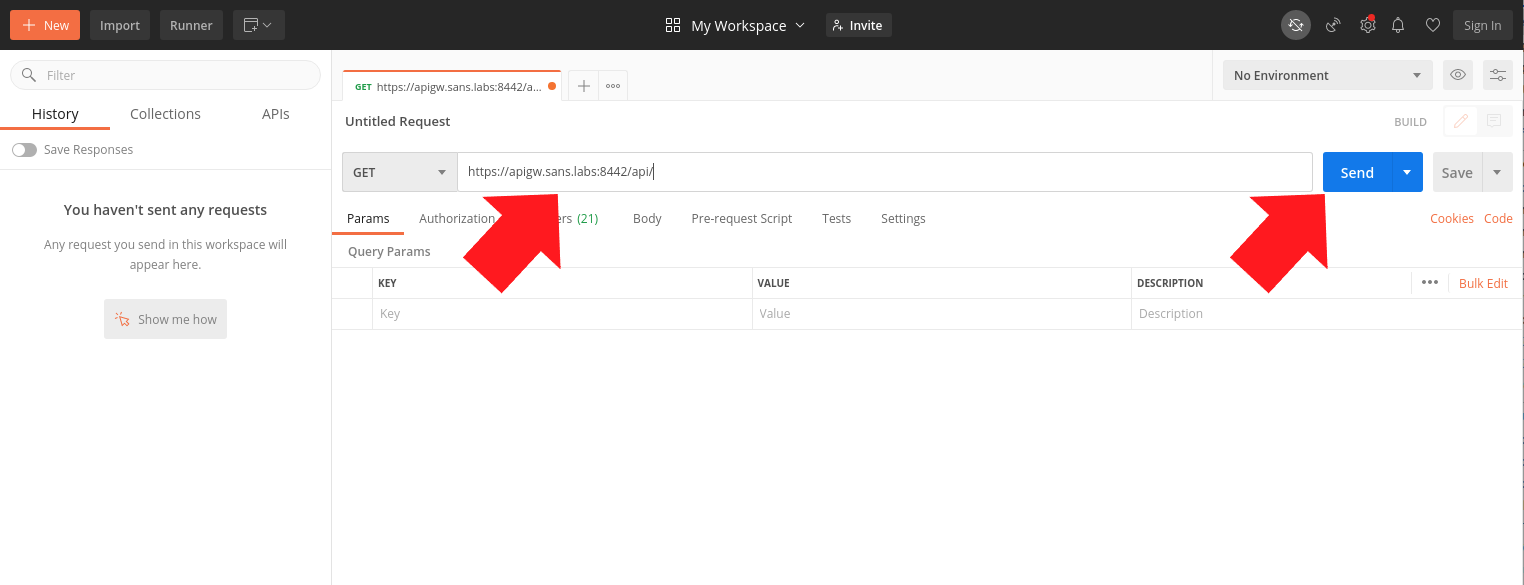 New
Import
Runner
My Workspace
Invite
Sign In
Filter
History
Collections
APIs
Save Responses
You haven't sent any requests
Any request you send in this workspace will
appear here.
Show me how
GET https://apigw.sans.labs:8442/a...
No Environment
Untitled Request
BUILD
GET
https://apigw.sans.labs:8442/api/
Send
Save
Params
Authorization
(21)
Body
Pre-request Script
Tests
Settings
Cookies
Code
Query Params
KEY
VALUE
DESCRIPTION
Bulk Edit
Key
Value
Description